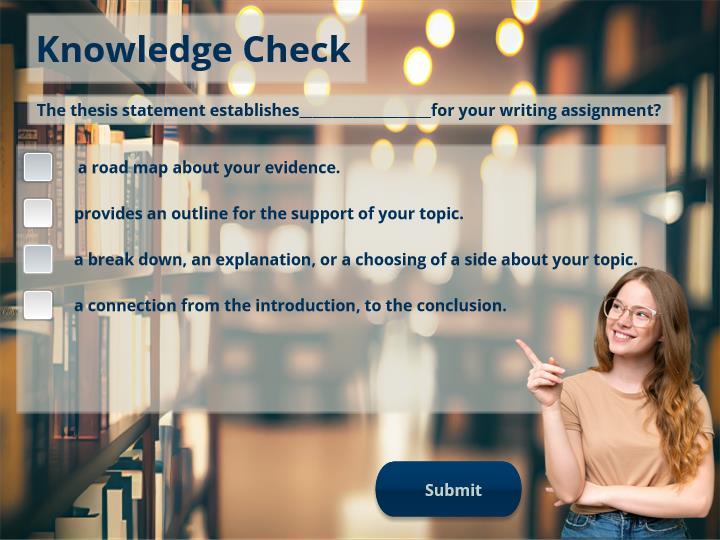 Knowledge Check
The thesis statement establishes__________________for your writing assignment?
a road map about your evidence.
provides an outline for the support of your topic.
a break down, an explanation, or a choosing of a side about your topic.
a connection from the introduction, to the conclusion.
Submit